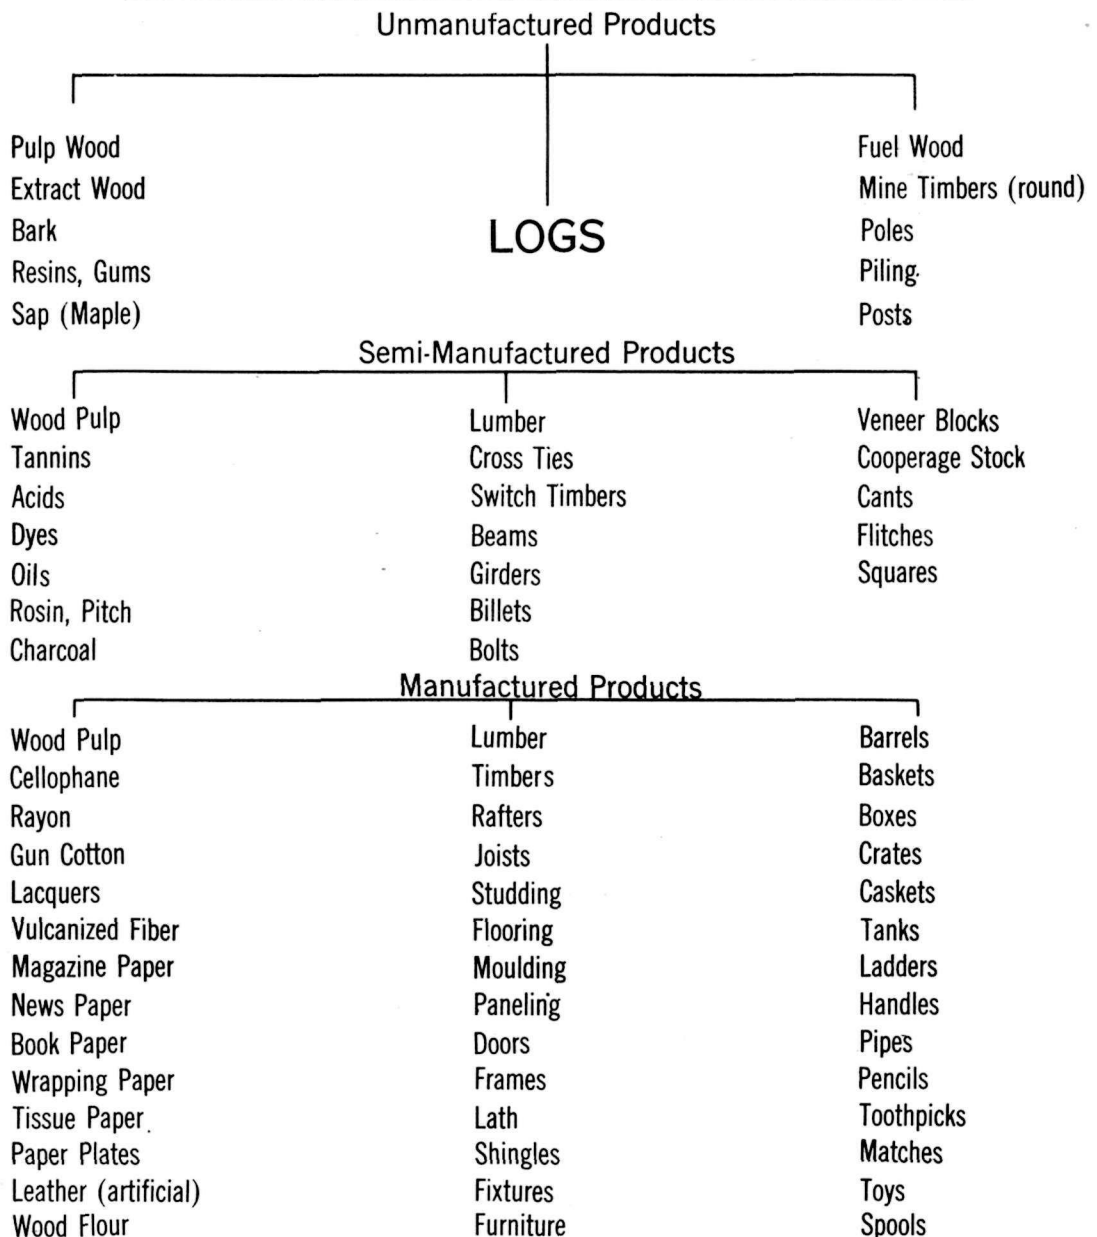 Unmanufactured Products
Pulp Wood
Extract Wood
Bark
Resins, Gums
Sap (Maple)
LOGS
Fuel Wood
Mine Timbers (round)
Poles
Piling
Posts
Semi-Manufactured Products
Wood Pulp
Tannins
Acids
Dyes
Oils
Rosin, Pitch
Charcoal
Lumber
Cross Ties
Switch Timbers
Beams
Girders
Billets
Bolts
Veneer Blocks
Cooperage Stock
Cants
Flitches
Squares
Manufactured Products
Wood Pulp
Cellophane
Rayon
Gun Cotton
Lacquers
Vulcanized Fiber
Magazine Paper
News Paper
Book Paper
Wrapping Paper
Tissue Paper
Paper Plates
Leather (artificial)
Wood Flour
Lumber
Timbers
Rafters
Joists
Studding
Flooring
Moulding
Paneling
Doors
Frames
Lath
Shingles
Fixtures
Furniture
Barrels
Baskets
Boxes
Crates
Caskets
Tanks
Ladders
Handles
Pipes
Pencils
Toothpicks
Matches
Toys
Spools